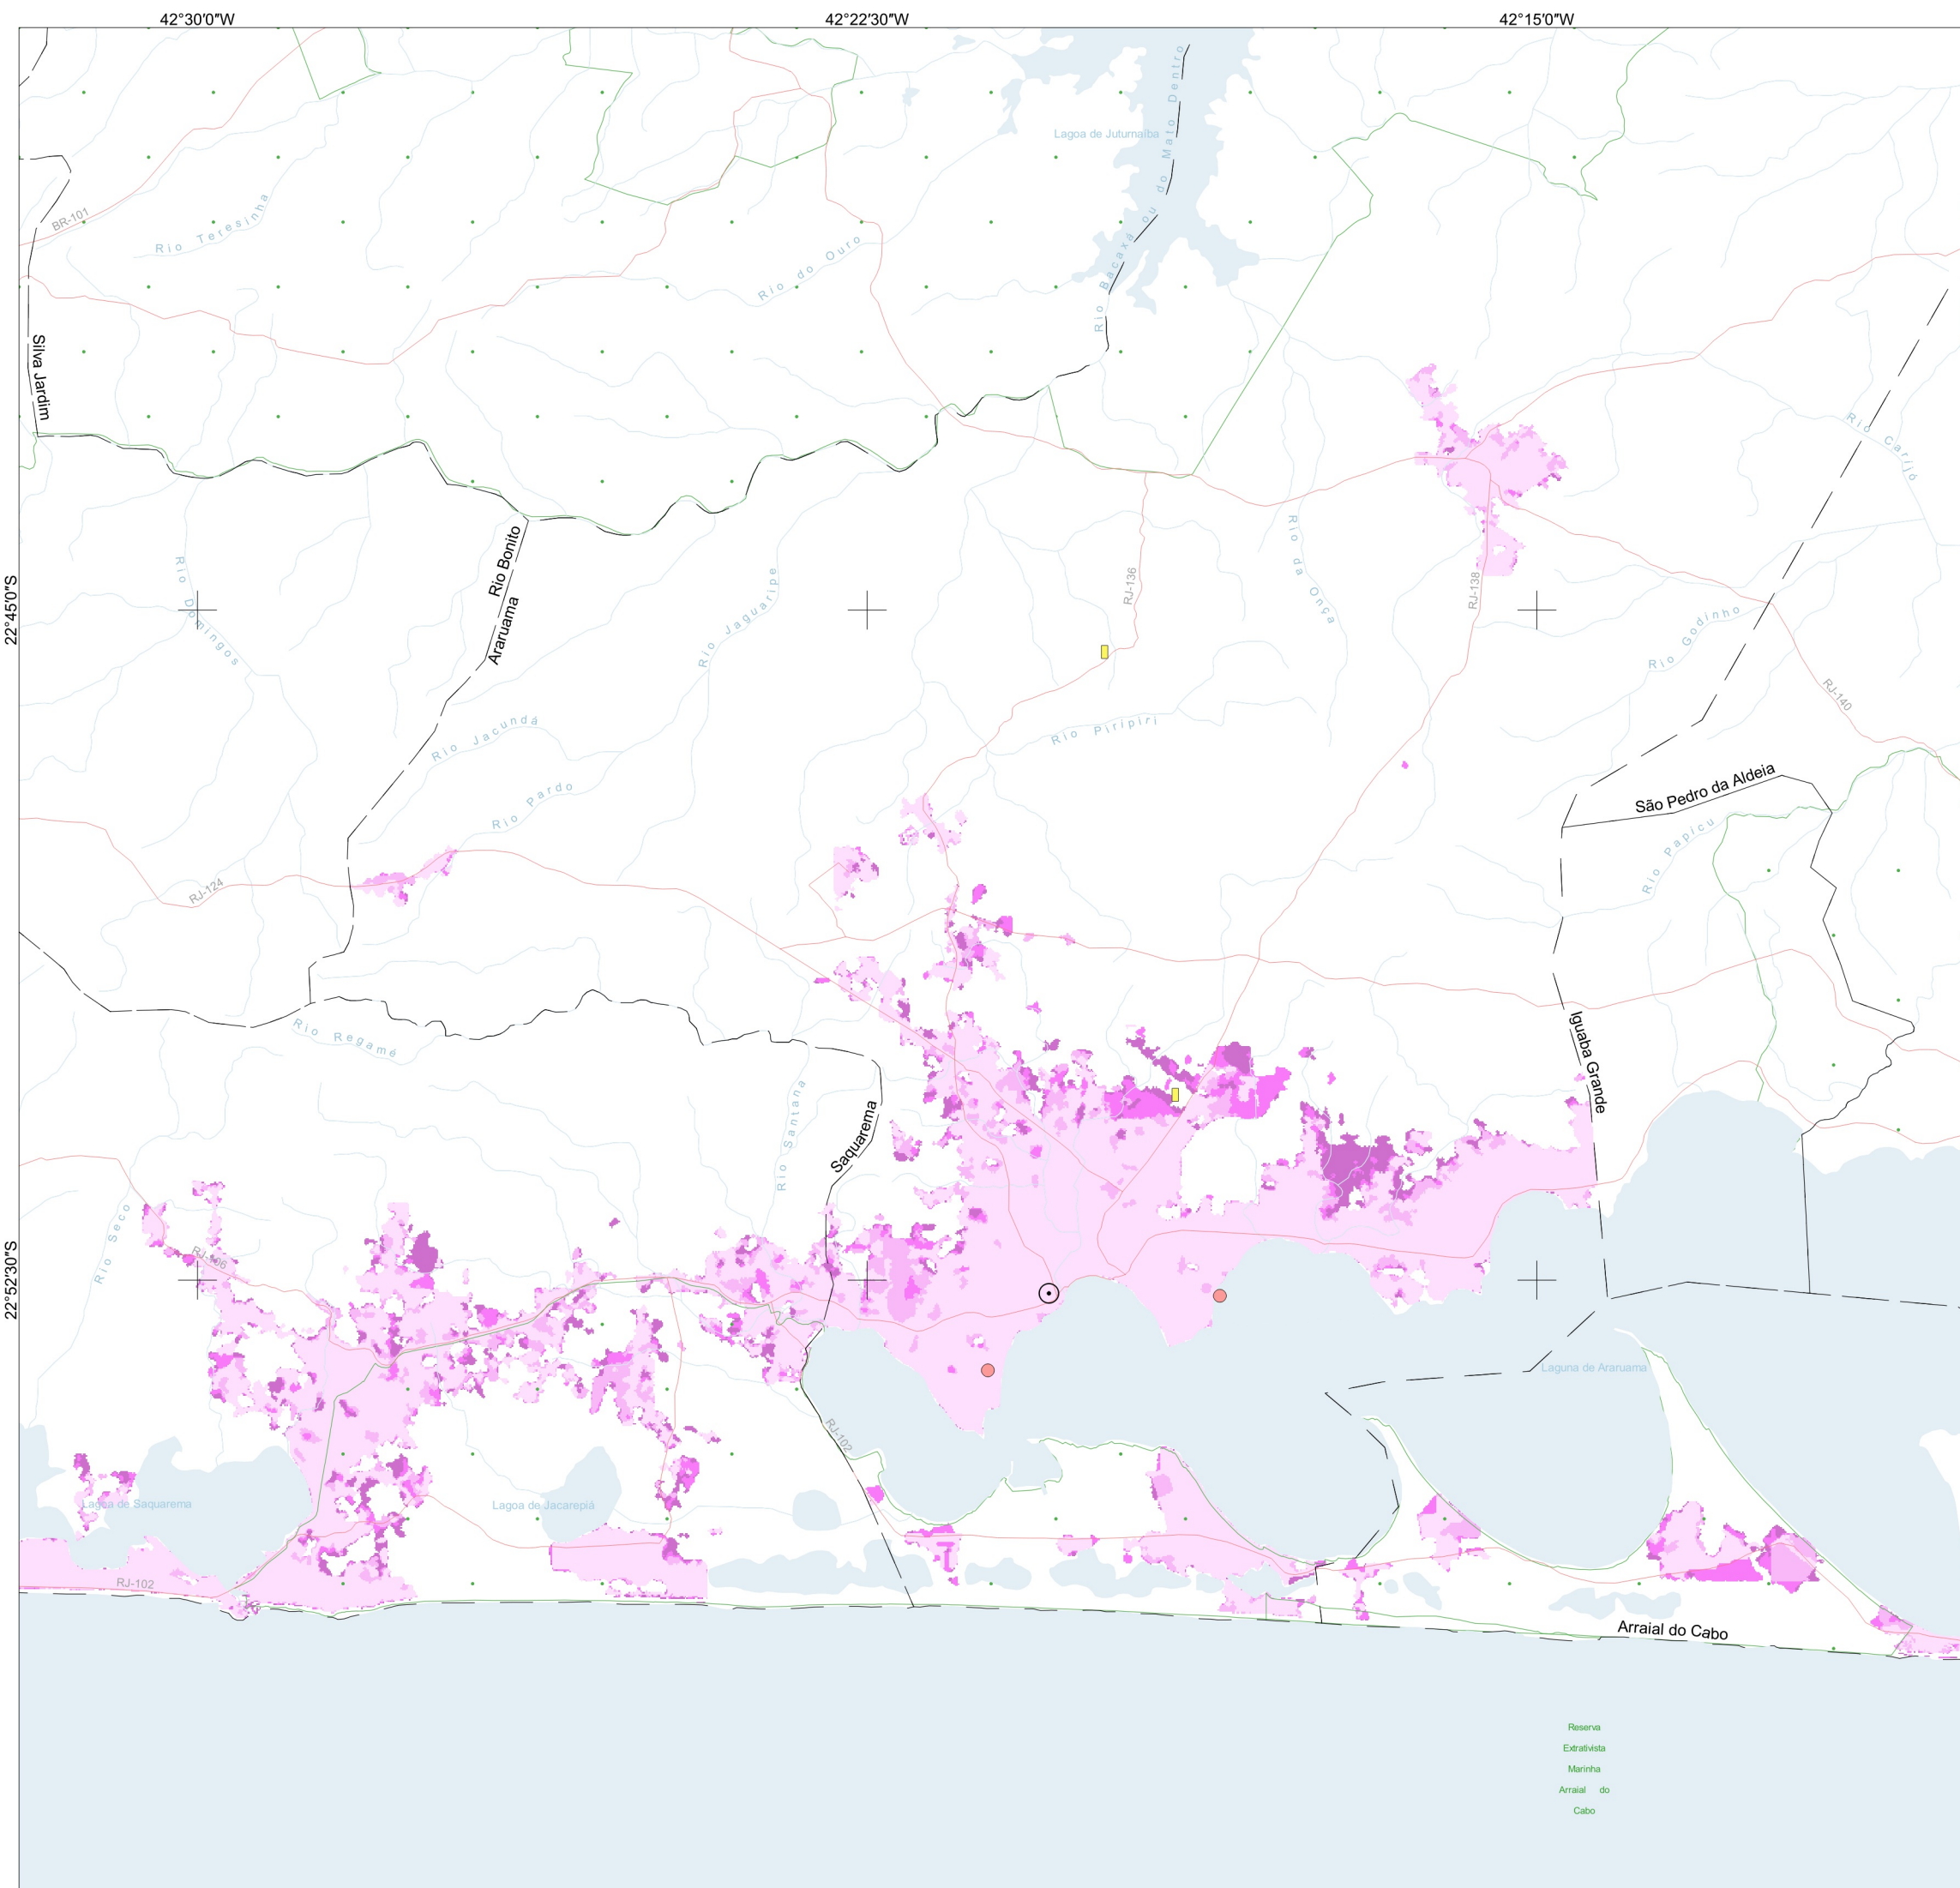 42°30'0"W
42°22'30"W
42°15'0"W
Lagoa de Juturnaíba
Rio Bacaxá ou do Mato Dentro
BR-101
Rio Teresinha
Rio do Ouro
Silva Jardim
Rio Carijó
Rio Bonito
Araruama
Rio Domingos
Rio Jaguaripe
RJ-136
Rio da Onça
RJ-138
22°45'0"S
Rio Godinho
RJ-140
Rio Jacundá
Rio Piripiri
Rio Pardo
São Pedro da Aldeia
Rio Papicu
RJ-124
Rio Regamé
Iguaba Grande
Rio Santana
Saquarema
Rio Seco
RJ-106
22°52'30"S
Laguna de Araruama
RJ-102
Lagoa de Saquarema
Lagoa de Jacarepiá
RJ-102
Arraial do Cabo
Reserva
Extrativista
Marinha
Arraial do
Cabo